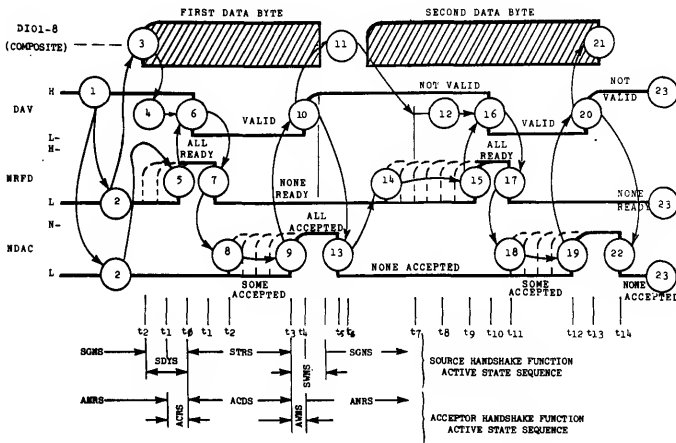 FIRST DATA BYTE
SECOND DATA BYTE
DIO1-8
(COMPOSITE)
3
11
21
H
1
DAV
4
6
VALID
10
NOT VALID
12
16
VALID
20
NOT
VALID
23
L-
H-
ALL
READY
ALL
READY
NRFD
5
7
NONE
READY
14
15
17
NONE
READY
L
2
23
N-
ALL
ACCEPTED
NDAC
8
9
13
18
19
22
L
2
SOME
ACCEPTED
NONE ACCEPTED
SOME
ACCEPTED
NONE
ACCEPTED
23
t2 t1 tø t1 t2 t3 t4 t5 t6 t7 t8 t9 t10 t11 t12 t13 t14
SGNS
SDYS
STRS
SWNS
SGNS
SOURCE HANDSHAKE FUNCTION
ACTIVE STATE SEQUENCE
ANRS
ACRS
ACDS
AWNS
ANRS
ACCEPTOR HANDSHAKE FUNCTION
ACTIVE STATE SEQUENCE